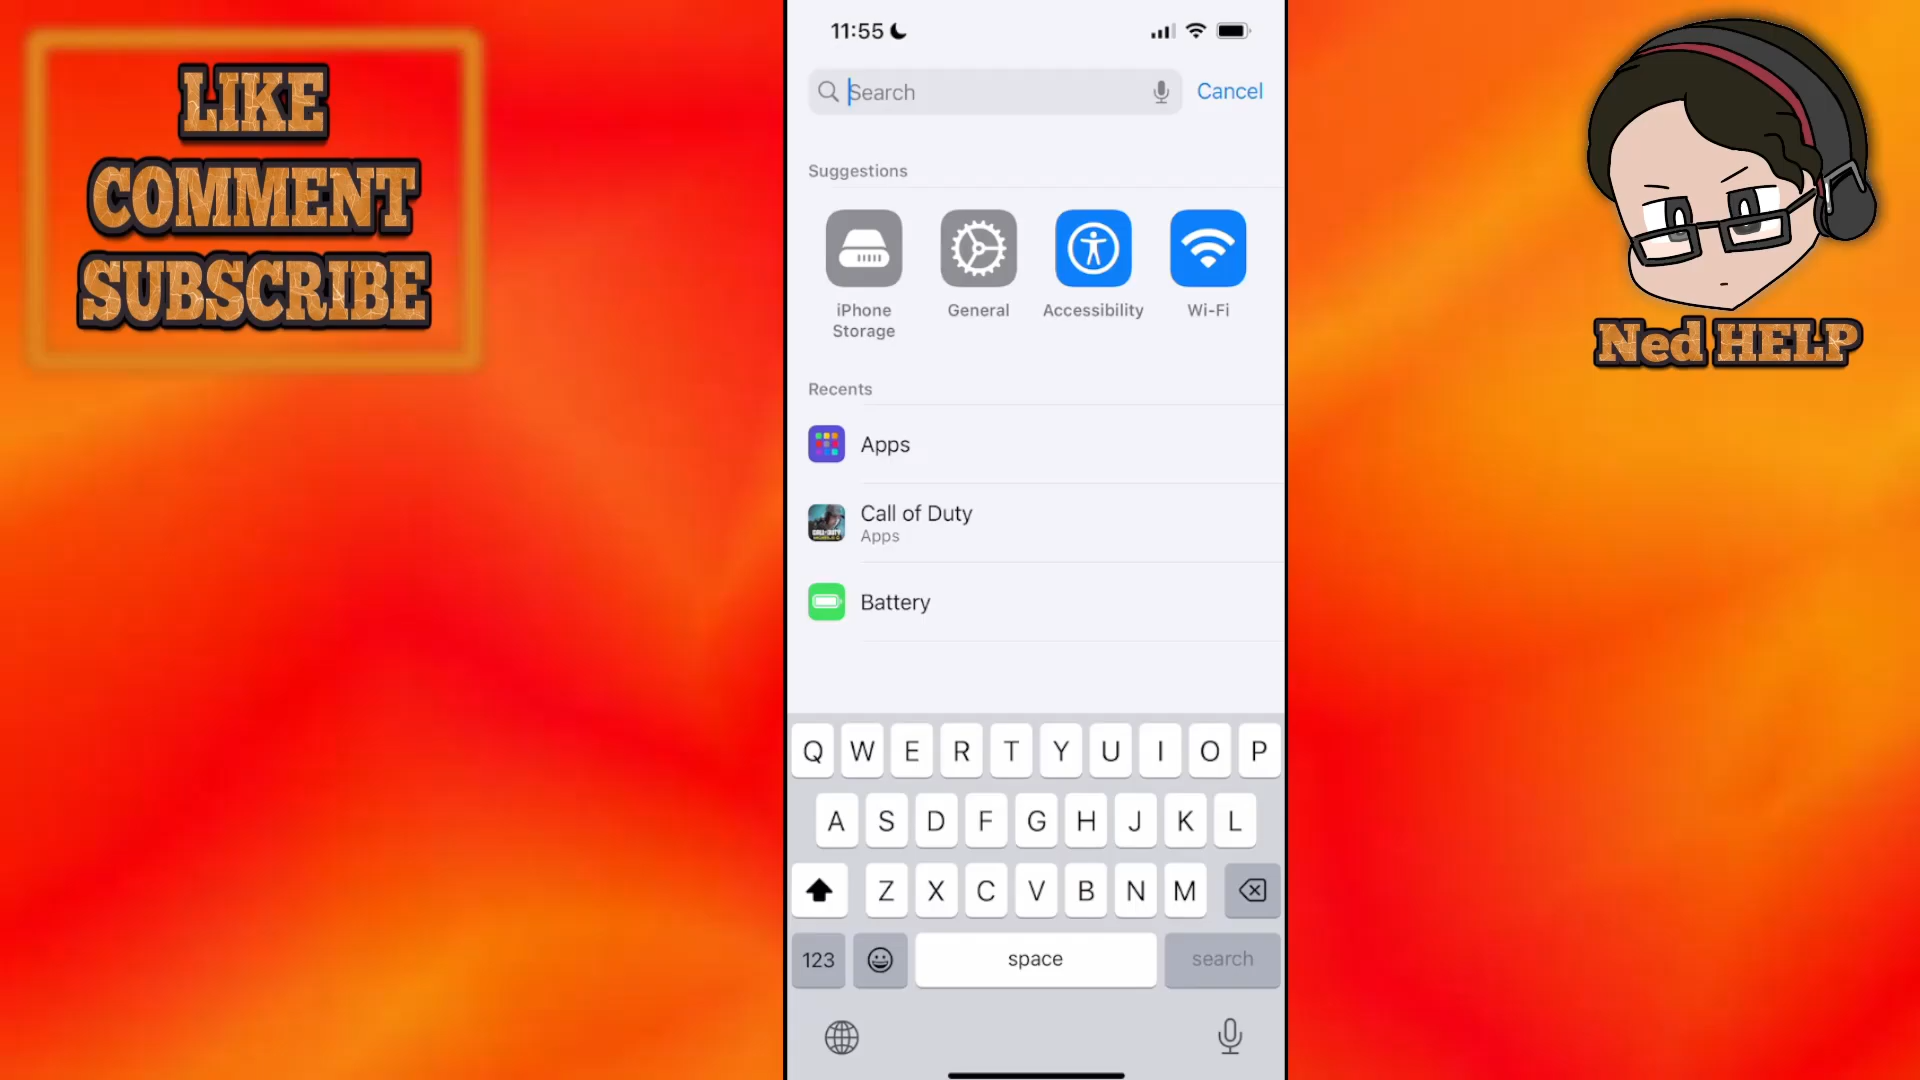 LIKE
COMMENT
SUBSCRIBE
11:55
Search
Cancel
Suggestions
iPhone
Storage
General
Accessibility
Wi-Fi
Recents
Apps
Call of Duty
Apps
Battery
Q W E R T Y U I O P
A S D F G H J K L
Z X C V B N M
123
space
search
Ned HELP